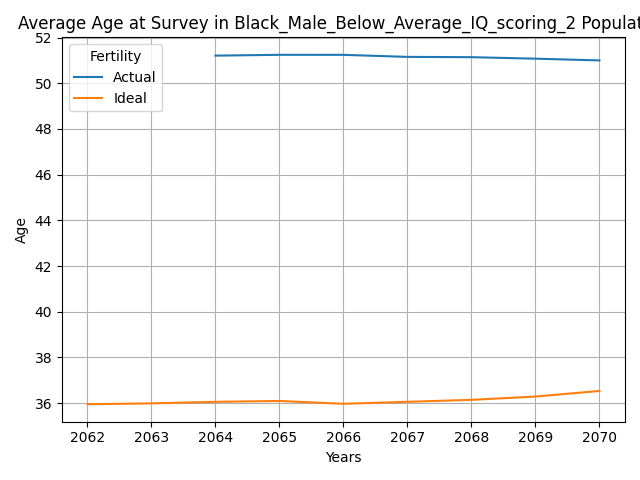 Average Age at Survey in Black_Male_Below_Average_IQ_scoring_2 Populat
52
50
48
46
44
42
40
38
36
Age
Fertility
Actual
Ideal
2062 2063 2064 2065 2066 2067 2068 2069 2070
Years